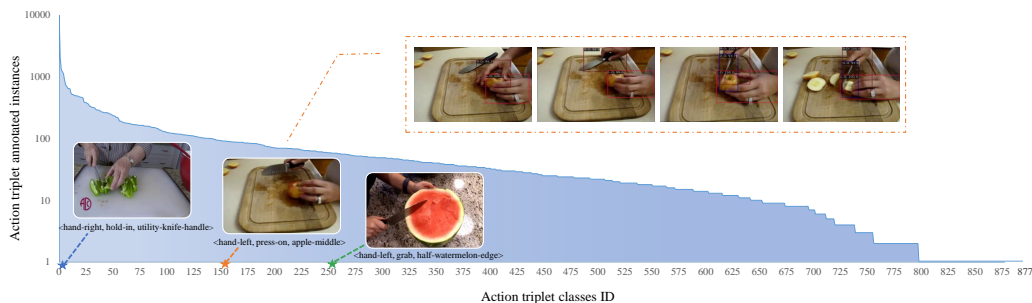 10000
1000
100
10
1
Action triplet annotated instances
<hand-right, hold-in, utility-knife-handle>
<hand-left, press-on, apple-middle>
<hand-left, grab, half-watermelon-edge>
0 25 50 75 100 125 150 175 200 225 250 275 300 325 350 375 400 425 450 475 500 525 550 575 600 625 650 675 700 725 750 775 800 825 850 877
Action triplet classes ID